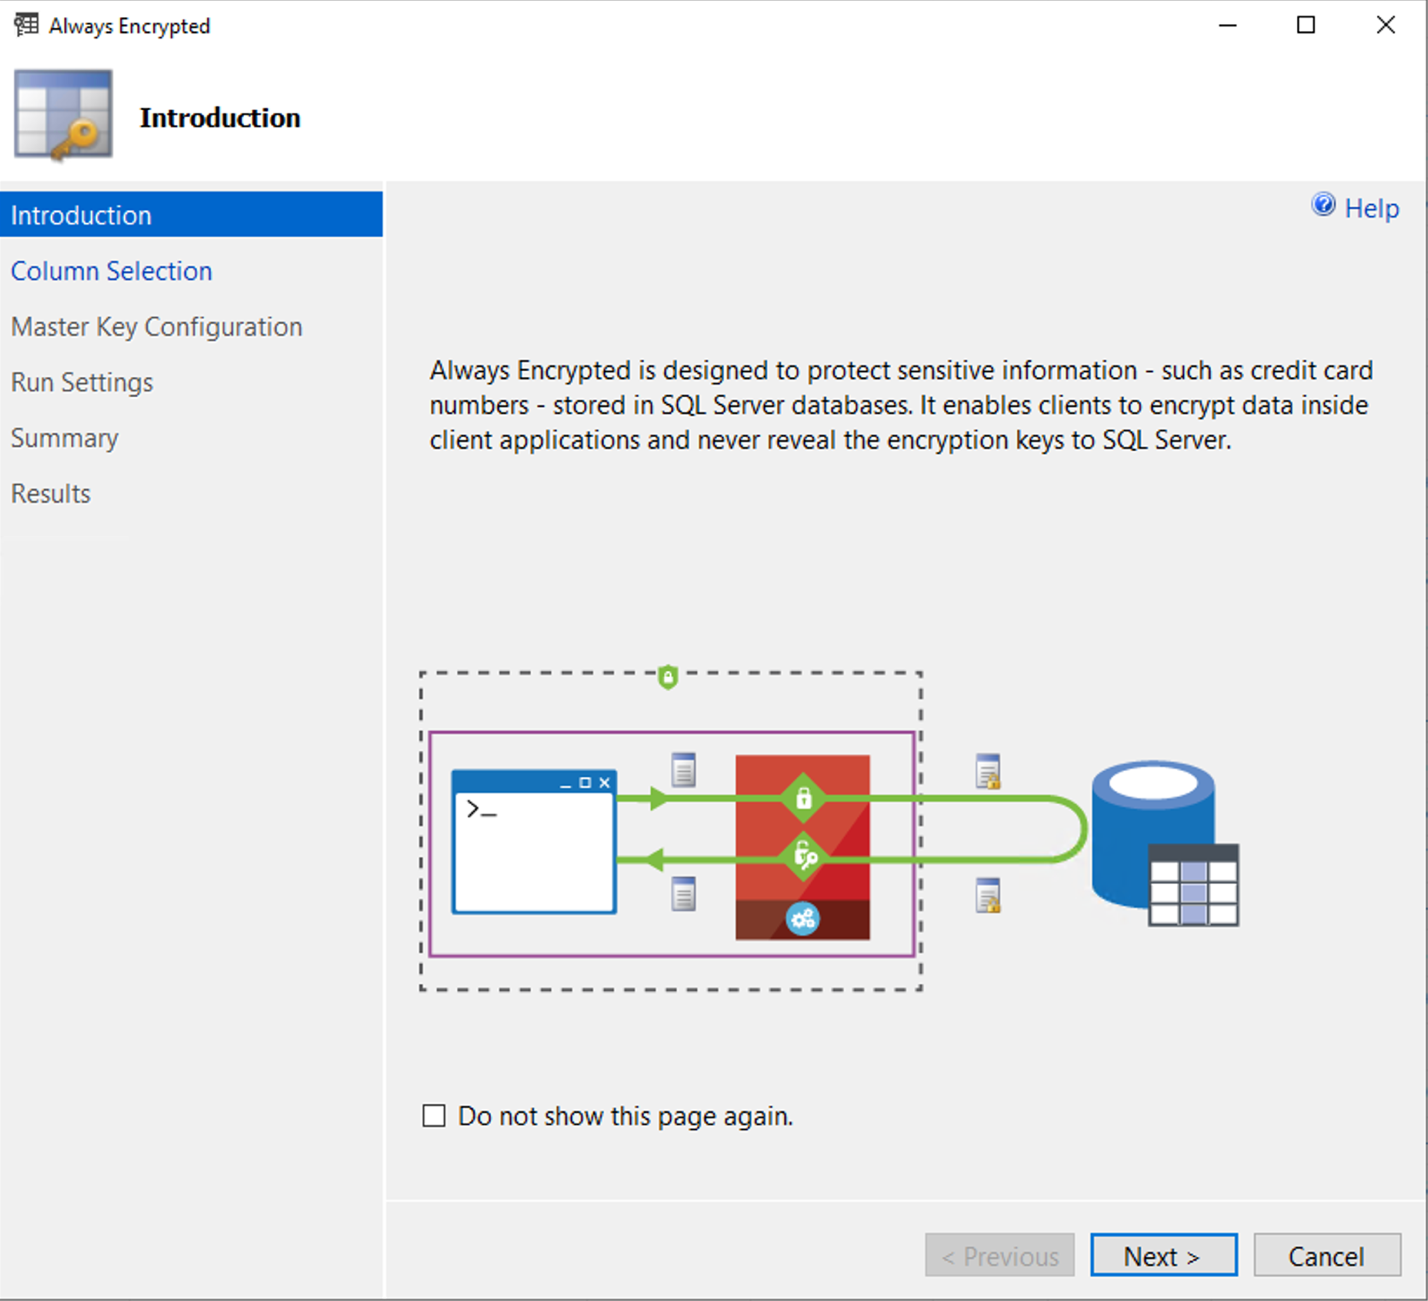 Always Encrypted
Introduction
Introduction
Column Selection
Master Key Configuration
Run Settings
Summary
Results
Help
Always Encrypted is designed to protect sensitive information - such as credit card
numbers - stored in SQL Server databases. It enables clients to encrypt data inside
client applications and never reveal the encryption keys to SQL Server.
>_
Do not show this page again.
< Previous
Next >
Cancel